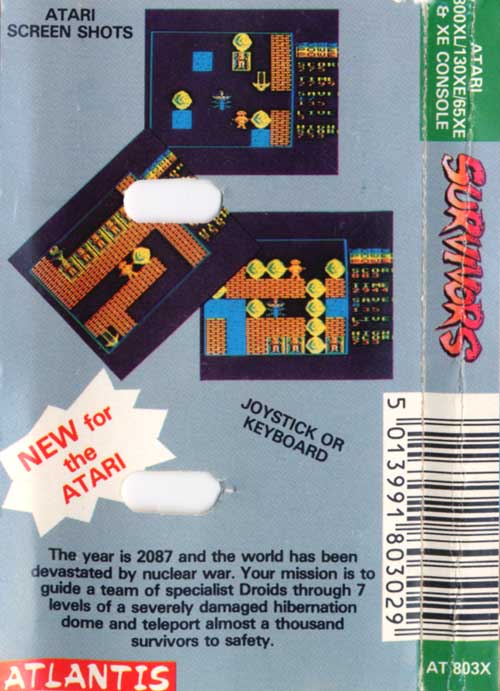 ATARI
SCREEN SHOTS
JOYSTICK OR
KEYBOARD
NEW for
the
ATARI
The year is 2087 and the world has been
devastated by nuclear war. Your mission is to
guide a team of specialist Droids through 7
levels of a severely damaged hibernation
dome and teleport almost a thousand
survivors to safety.
ATLANTIS
ATARI
800XL/130XE/65XE
& XE CONSOLE
SURVIVORS
5 013991 803029
AT 803X